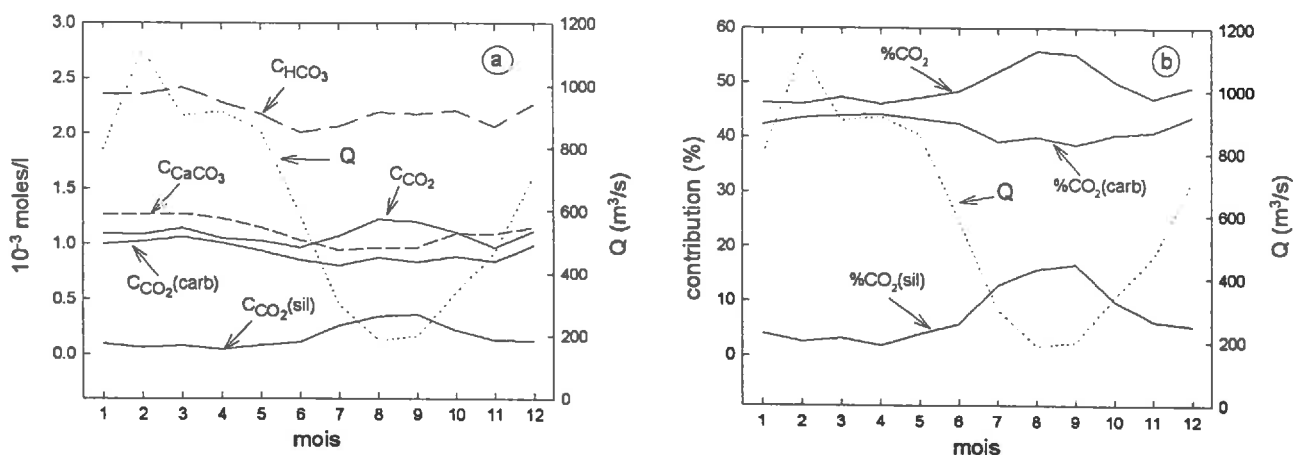 3.0
2.5
2.0
1.5
1.0
0.5
0.0
10⁻³ moles/l
a
C_HCO₃
Q
C_CaCO₃
C_CO₂
C_CO₂(carb)
C_CO₂(sil)
1200
1000
800
600
400
200
0
Q (m³/s)
1 2 3 4 5 6 7 8 9 10 11 12
mois
60
50
40
30
20
10
0
contribution (%)
b
%CO₂
Q
%CO₂(carb)
%CO₂(sil)
1200
1000
800
600
400
200
0
Q (m³/s)
1 2 3 4 5 6 7 8 9 10 11 12
mois